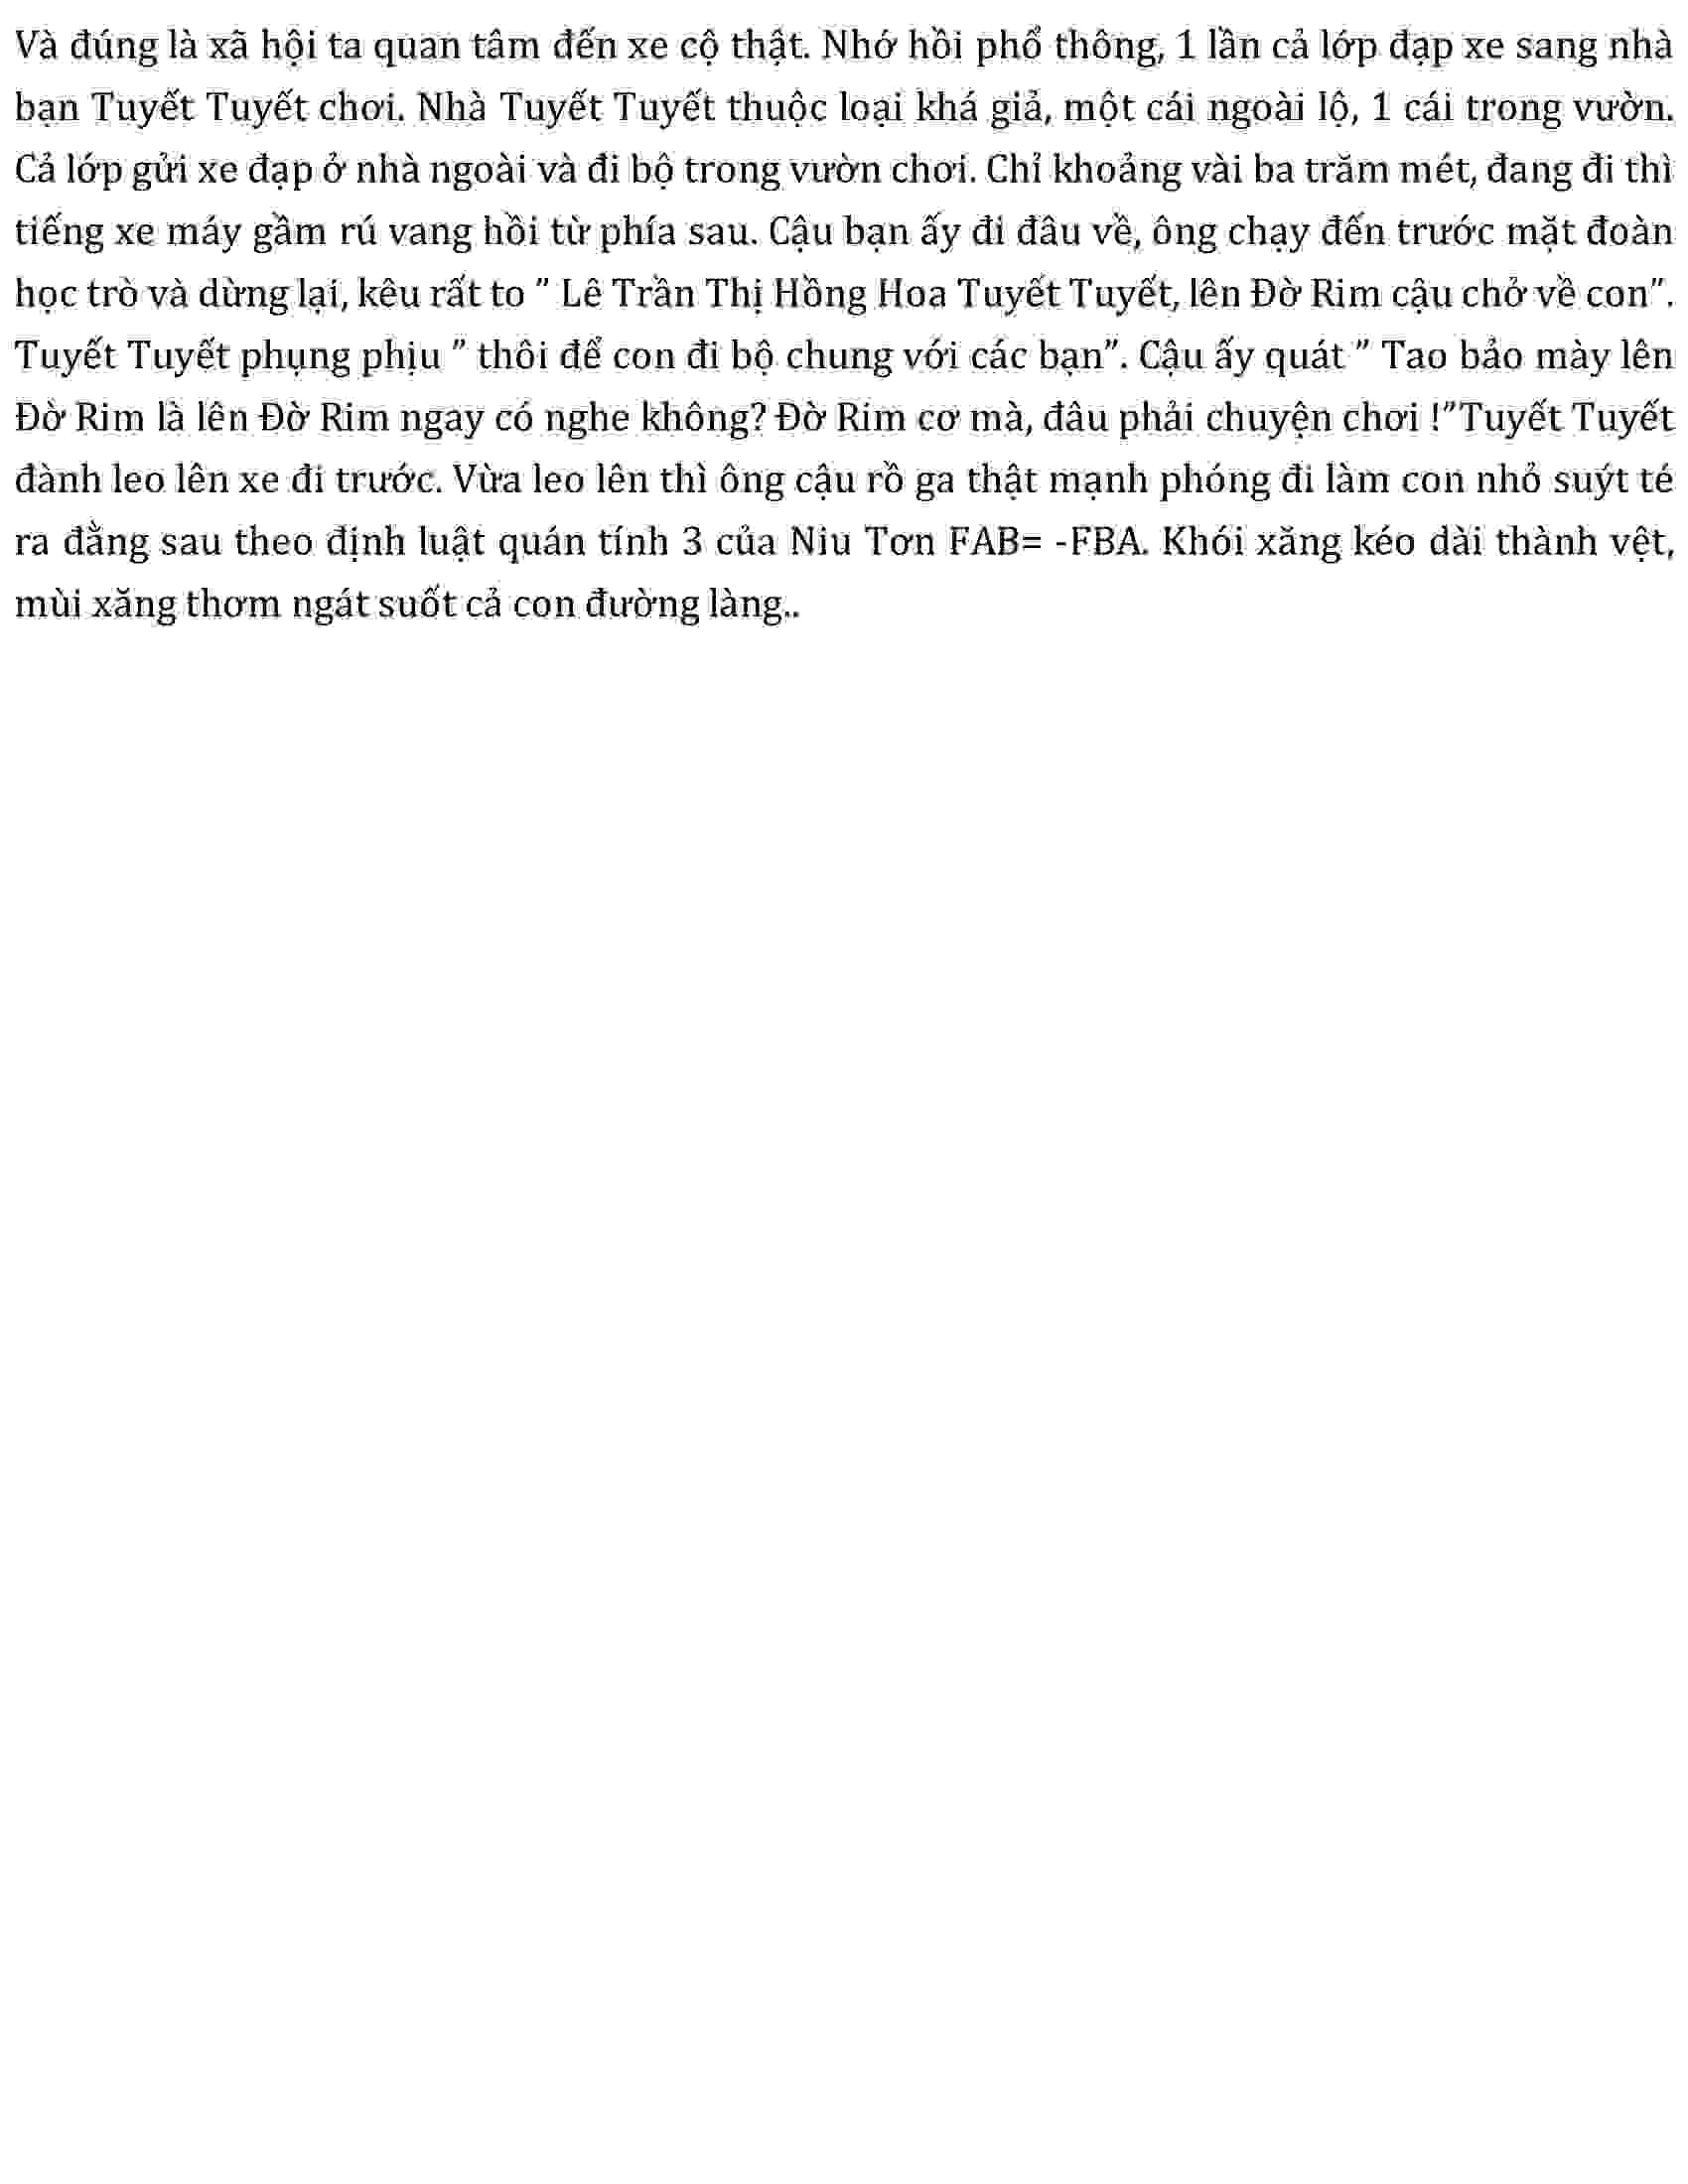 Và đúng là xã hội ta quan tâm đến xe cộ thật. Nhớ hồi phổ thông, 1 lần cả lớp đạp xe sang nhà
bạn Tuyết Tuyết chơi. Nhà Tuyết Tuyết thuộc loại khá giả, một cái ngoài lộ, 1 cái trong vườn.
Cả lớp gửi xe đạp ở nhà ngoài và đi bộ trong vườn chơi. Chỉ khoảng vài ba trăm mét, đang đi thì
tiếng xe máy gầm rú vang hồi từ phía sau. Cậu bạn ấy đi đâu về, ông chạy đến trước mặt đoàn
học trò và dừng lại, kêu rất to ” Lê Trần Thị Hồng Hoa Tuyết Tuyết, lên Đờ Rim cậu chở về con”.
Tuyết Tuyết phụng phịu ” thôi để con đi bộ chung với các bạn”. Cậu ấy quát ” Tao bảo mày lên
Đờ Rim là lên Đờ Rim ngay có nghe không? Đờ Rim cơ mà, đâu phải chuyện chơi !”Tuyết Tuyết
đành leo lên xe đi trước. Vừa leo lên thì ông cậu rồ ga thật mạnh phóng đi làm con nhỏ suýt té
ra đằng sau theo định luật quán tính 3 của Niu Tơn FAB= -FBA. Khói xăng kéo dài thành vệt,
mùi xăng thơm ngát suốt cả con đường làng..